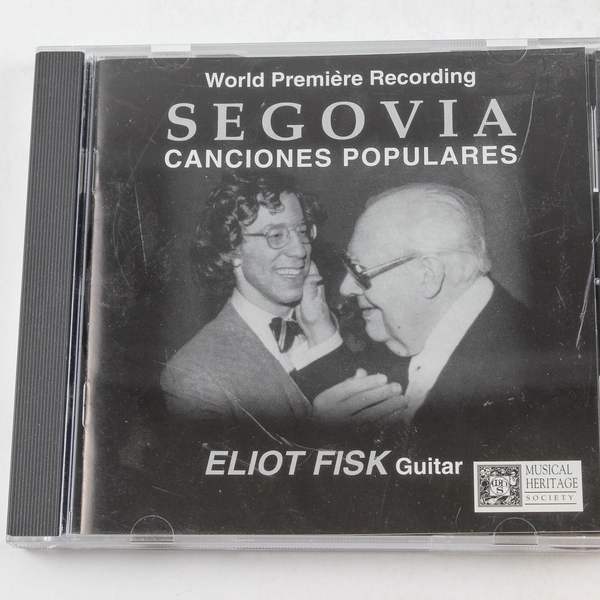 World Première Recording
SEGOVIA
CANCIONES POPULARES
ELIOT FISK Guitar
MUSICAL
HERITAGE
SOCIETY